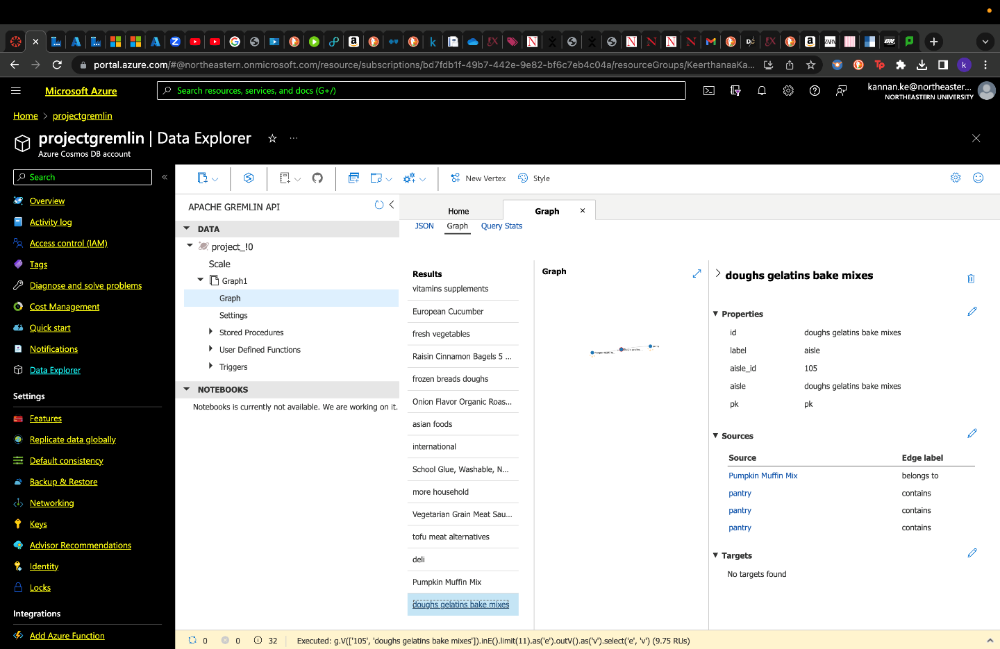 portal.azure.com/#@northeastern.onmicrosoft.com/resource/subscriptions/bd7fdb1f-49b7-442e-9e82-bf6c7eb4c04a/resourceGroups/KeerthanaaKa...
Microsoft Azure
Search resources, services, and docs (G+/)
kannan.ke@northeaster...
NORTHEASTERN UNIVERSITY
Home > projectgremlin
projectgremlin | Data Explorer
Azure Cosmos DB account
Search
Overview
Activity log
Access control (IAM)
Tags
Diagnose and solve problems
Cost Management
Quick start
Notifications
Data Explorer
Settings
Features
Replicate data globally
Default consistency
Backup & Restore
Networking
Keys
Advisor Recommendations
Identity
Locks
Integrations
Add Azure Function
New Vertex
Style
APACHE GREMLIN API
DATA
project_!0
Scale
Graph1
Graph
Settings
Stored Procedures
User Defined Functions
Triggers
NOTEBOOKS
Notebooks is currently not available. We are working on it.
Home
Graph
JSON
Graph
Query Stats
Results
vitamins supplements
European Cucumber
fresh vegetables
Raisin Cinnamon Bagels 5 ...
frozen breads doughs
Onion Flavor Organic Roas...
asian foods
international
School Glue, Washable, N...
more household
Vegetarian Grain Meat Sau...
tofu meat alternatives
deli
Pumpkin Muffin Mix
doughs gelatins bake mixes
Graph
doughs gelatins bake mixes
Properties
id doughs gelatins bake mixes
label aisle
aisle_id 105
aisle doughs gelatins bake mixes
pk pk
Sources
Source Edge label
Pumpkin Muffin Mix belongs to
pantry contains
pantry contains
pantry contains
Targets
No targets found
0 0 32 Executed: g.V(['105', 'doughs gelatins bake mixes']).inE().limit(11).as('e').outV().as('v').select('e', 'v') (9.75 RUs)